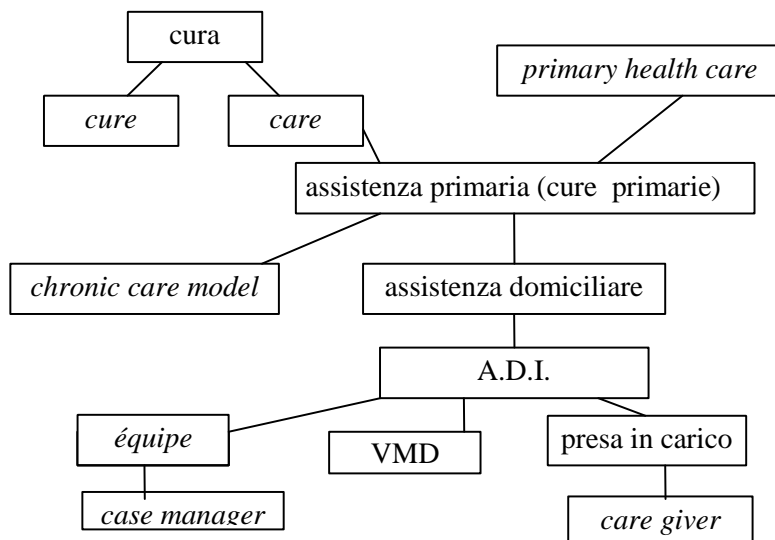 cura
primary health care
cure
care
assistenza primaria (cure primarie)
chronic care model
assistenza domiciliare
A.D.I.
équipe
VMD
presa in carico
case manager
care giver